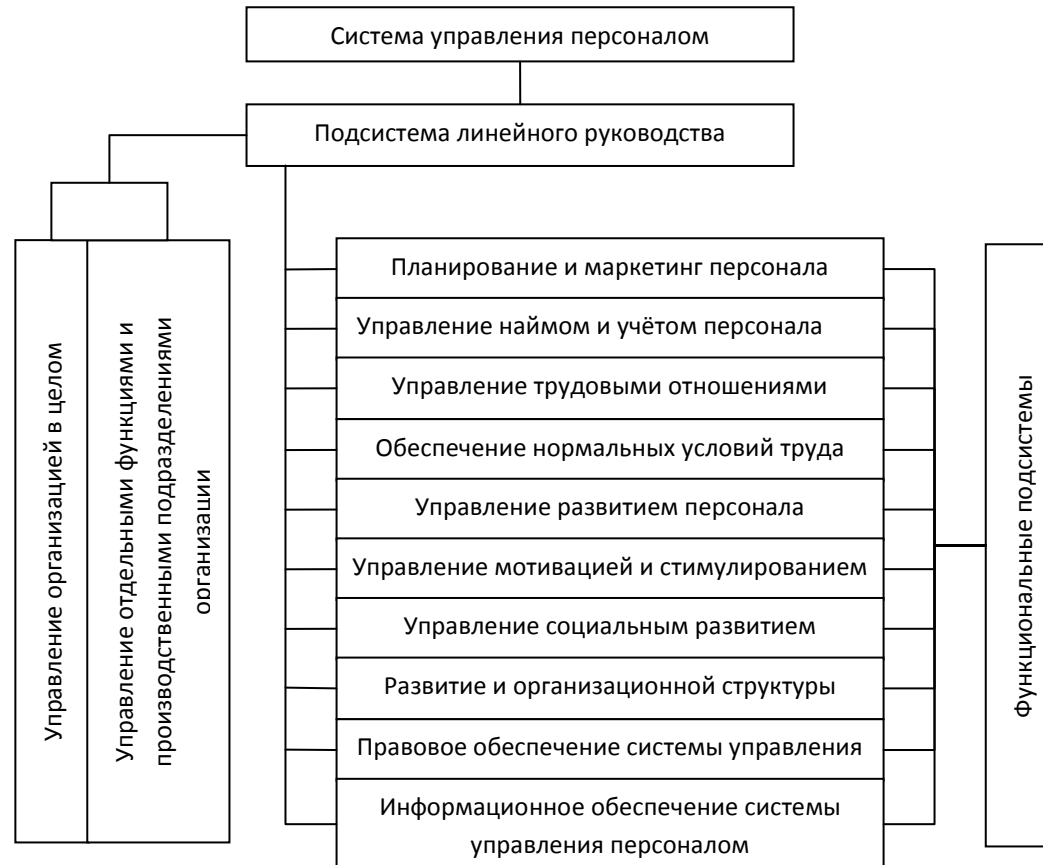 Система управления персоналом
Подсистема линейного руководства
Управление организацией в целом
Управление отдельными функциями и
производственными подразделениями
организации
Планирование и маркетинг персонала
Управление наймом и учётом персонала
Управление трудовыми отношениями
Обеспечение нормальных условий труда
Управление развитием персонала
Управление мотивацией и стимулированием
Управление социальным развитием
Развитие и организационной структуры
Правовое обеспечение системы управления
Информационное обеспечение системы
управления персоналом
Функциональные подсистемы